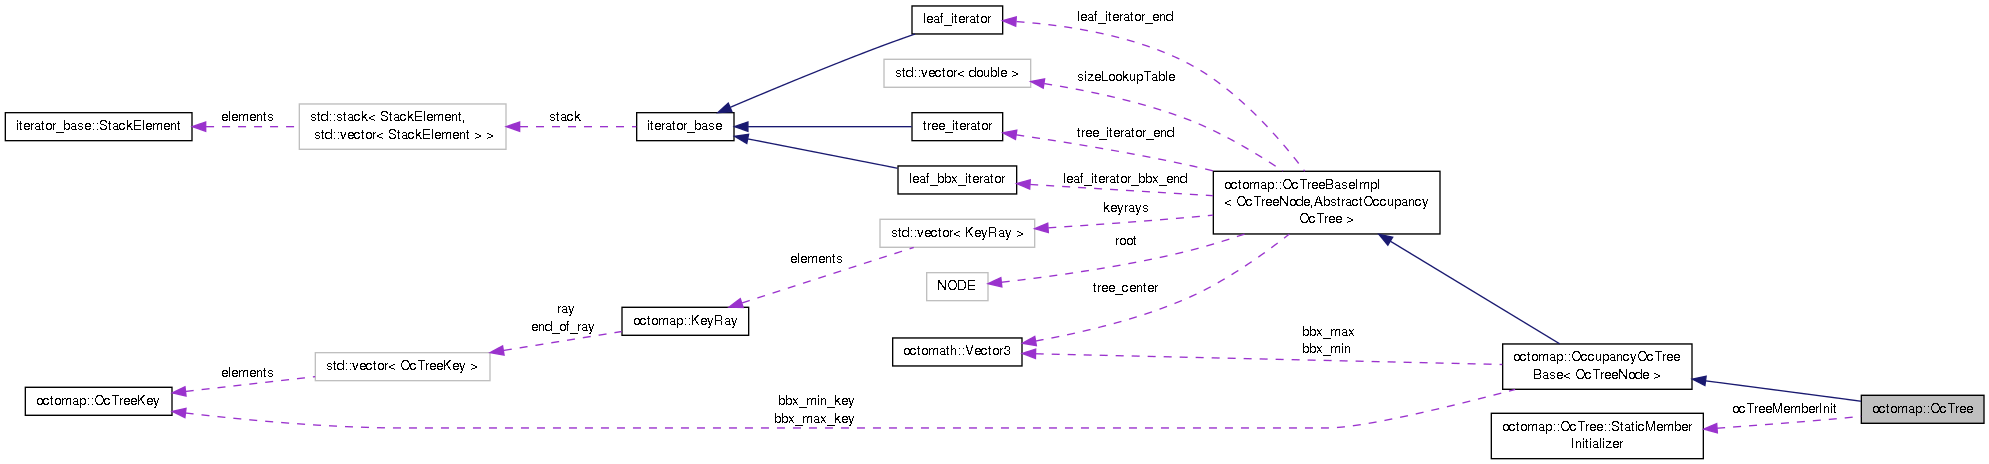 leaf_iterator
leaf_iterator_end
std::vector< double >
sizeLookupTable
iterator_base::StackElement
elements
std::stack< StackElement,
std::vector< StackElement > >
stack
iterator_base
tree_iterator
tree_iterator_end
leaf_bbx_iterator
leaf_iterator_bbx_end
octomap::OcTreeBaseImpl
< OcTreeNode,AbstractOccupancy
OcTree >
keyrays
std::vector< KeyRay >
root
elements
NODE
tree_center
ray
end_of_ray
octomap::KeyRay
octomath::Vector3
bbx_max
bbx_min
octomap::OccupancyOcTree
Base< OcTreeNode >
std::vector< OcTreeKey >
elements
octomap::OcTreeKey
bbx_min_key
bbx_max_key
ocTreeMemberInit
octomap::OcTree
octomap::OcTree::StaticMember
Initializer